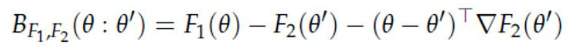 B_{F_1,F_2}(θ : θ′) = F_1(θ) − F_2(θ′) − (θ − θ′)^⊤∇F_2(θ′)